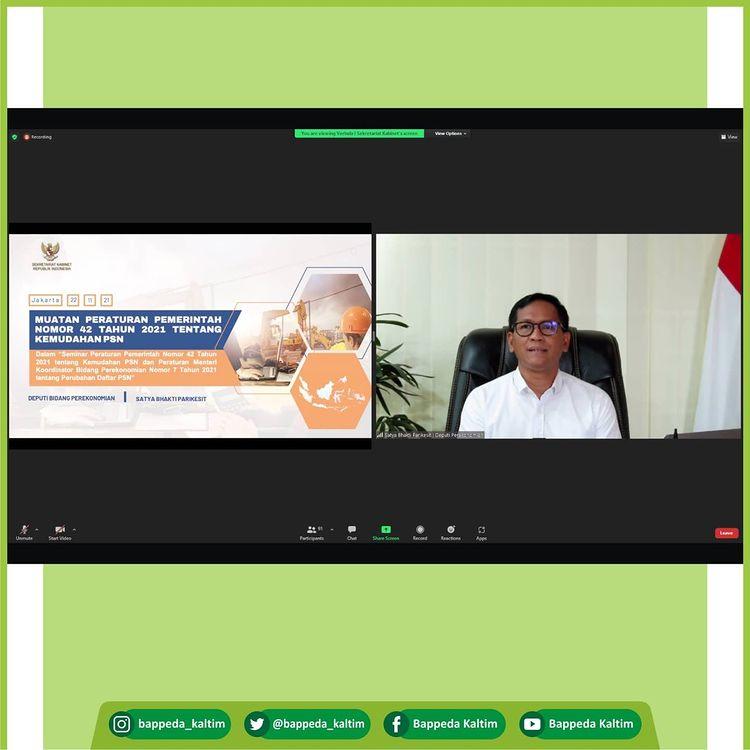 Recording
You are viewing Verhub | Sekretariat Kabinet's screen
View Options
View
SEKRETARIAT KABINET
REPUBLIK INDONESIA
Jakarta 22 11 21
MUATAN PERATURAN PEMERINTAH
NOMOR 42 TAHUN 2021 TENTANG
KEMUDAHAN PSN
Dalam "Seminar Peraturan Pemerintah Nomor 42 Tahun
2021 tentang Kemudahan PSN dan Peraturan Menteri
Koordinator Bidang Perekonomian Nomor 7 Tahun 2021
tentang Perubahan Daftar PSN"
DEPUTI BIDANG PEREKONOMIAN | SATYA BHAKTI PARIKESIT
Satya Bhakti Parikesit | Deputi Perekonomian
Unmute
Start Video
Participants
91
Chat
Share Screen
Record
Reactions
Apps
Leave
bappeda_kaltim
@bappeda_kaltim
Bappeda Kaltim
Bappeda Kaltim